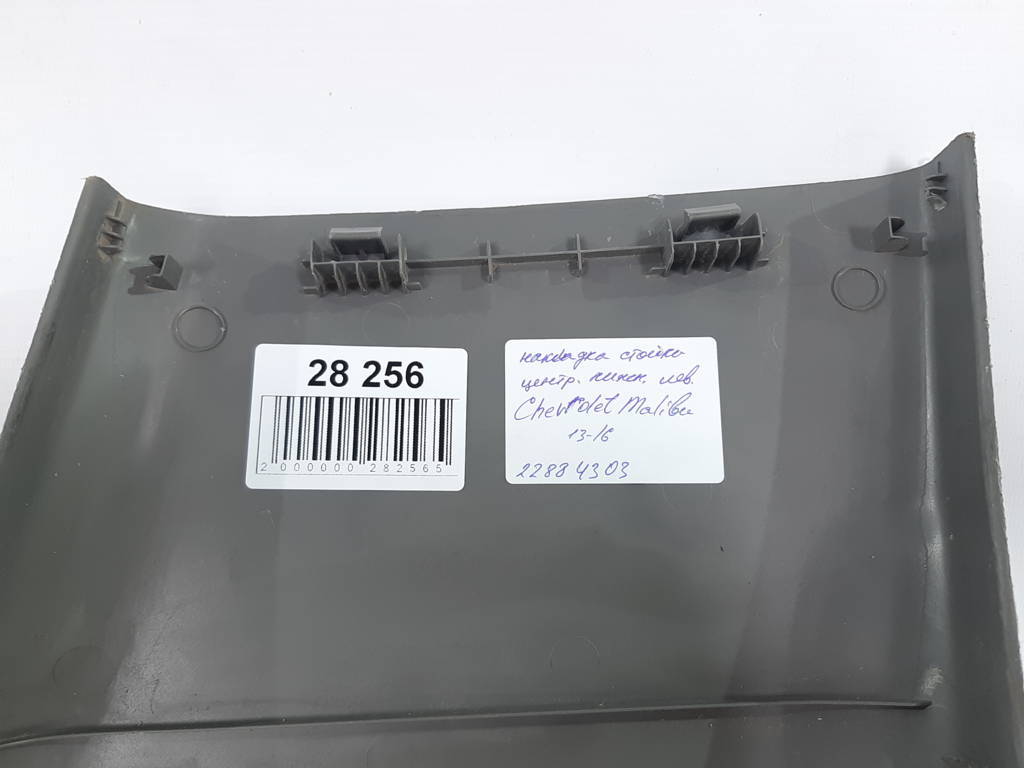 28 256
2 000000 282565
накладка стойки
центр. нижн. лев.
Chevrolet Malibu
13-16
22884303